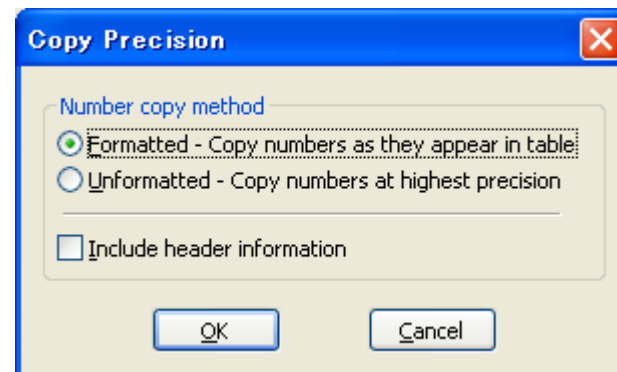 Copy Precision
Number copy method
Formatted - Copy numbers as they appear in table
Unformatted - Copy numbers at highest precision
Include header information
OK
Cancel